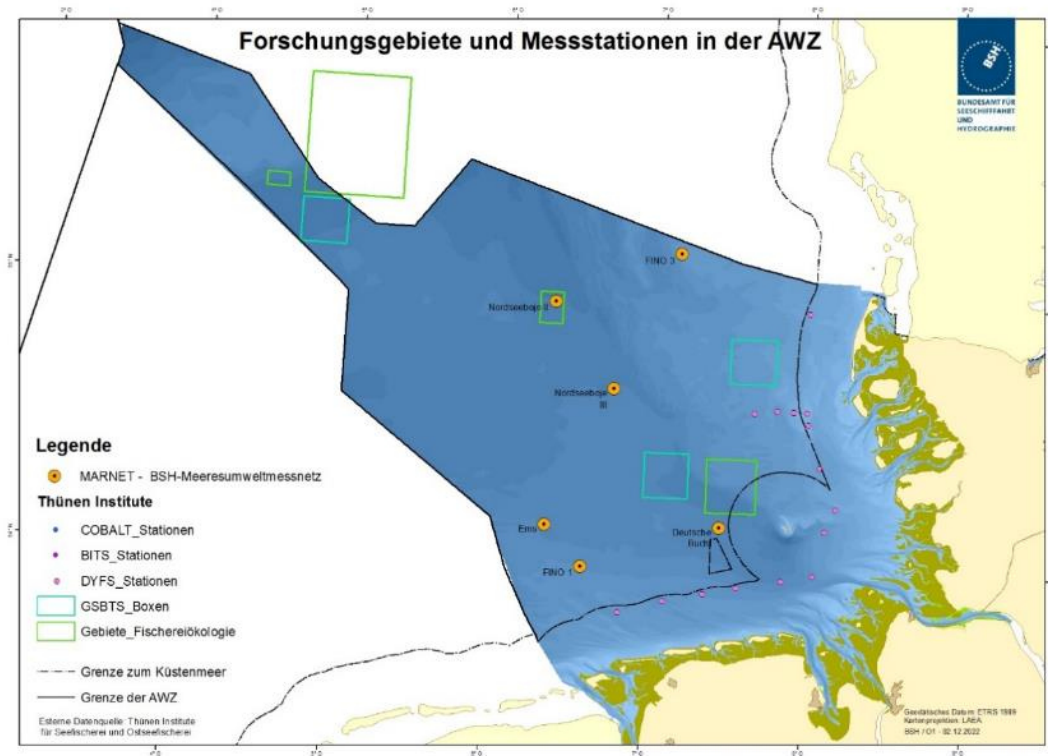 Forschungsgebiete und Messstationen in der AWZ
BSH
BUNDESAMT FÜR
SEESCHIFFFAHRT
UND
HYDROGRAPHIE
FINO 3
Nordseeboje II
Nordseeboje
III
Ems
Deutsche
Bucht
FINO 1
Legende
MARNET - BSH-Meeresumweltmessnetz
Thünen Institute
COBALT_Stationen
BITS_Stationen
DYFS_Stationen
GSBTS_Boxen
Gebiete_Fischereiökologie
Grenze zum Küstenmeer
Grenze der AWZ
Esterne Datenquelle: Thünen Institute
für Seefischerei und Ostseefischerei
Geodätisches Datum: ETRS 1989
Kartenprojektion: LAEA
BSH / O1 - 02.12.2022